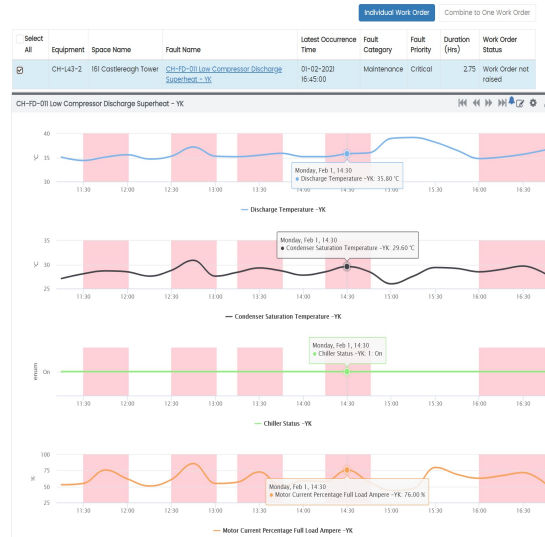 Individual Work Order Combine to One Work Order
Select All Equipment Space Name Fault Name Latest Occurrence Time Fault Category Fault Priority Duration (Hrs) Work Order Status
CH-L43-2 161 Castlereagh Tower CH-FD-011 Low Compressor Discharge Superheat - YK 01-02-2021 16:45:00 Maintenance Critical 2.75 Work Order not raised
CH-FD-011 Low Compressor Discharge Superheat - YK
40
°C
35
30
Monday, Feb 1, 14:30
Discharge Temperature -YK: 35.80 °C
11:30 12:00 12:30 13:00 13:30 14:00 14:30 15:00 15:30 16:00 16:30
Discharge Temperature -YK
35
Monday, Feb 1, 14:30
Condenser Saturation Temperature -YK: 29.60 °C
°C
30
25
11:30 12:00 12:30 13:00 13:30 14:00 14:30 15:00 15:30 16:00 16:30
Condenser Saturation Temperature -YK
Monday, Feb 1, 14:30
Chiller Status -YK: 1: On
enum
On
11:30 12:00 12:30 13:00 13:30 14:00 14:30 15:00 15:30 16:00 16:30
Chiller Status -YK
100
75
%
50
Monday, Feb 1, 14:30
Motor Current Percentage Full Load Ampere -YK: 76.00 %
25
11:30 12:00 12:30 13:00 13:30 14:00 14:30 15:00 15:30 16:00 16:30
Motor Current Percentage Full Load Ampere -YK